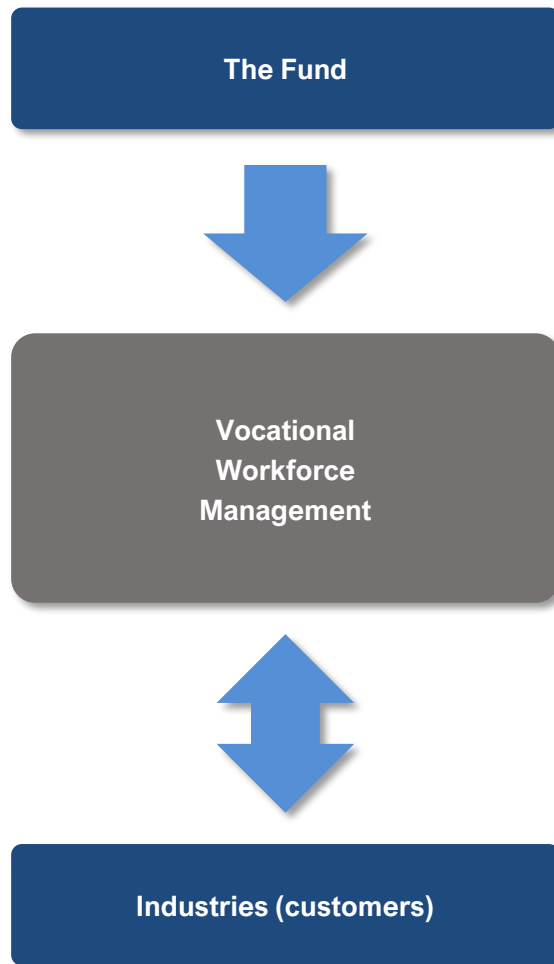 The Fund
Vocational
Workforce
Management
Industries (customers)